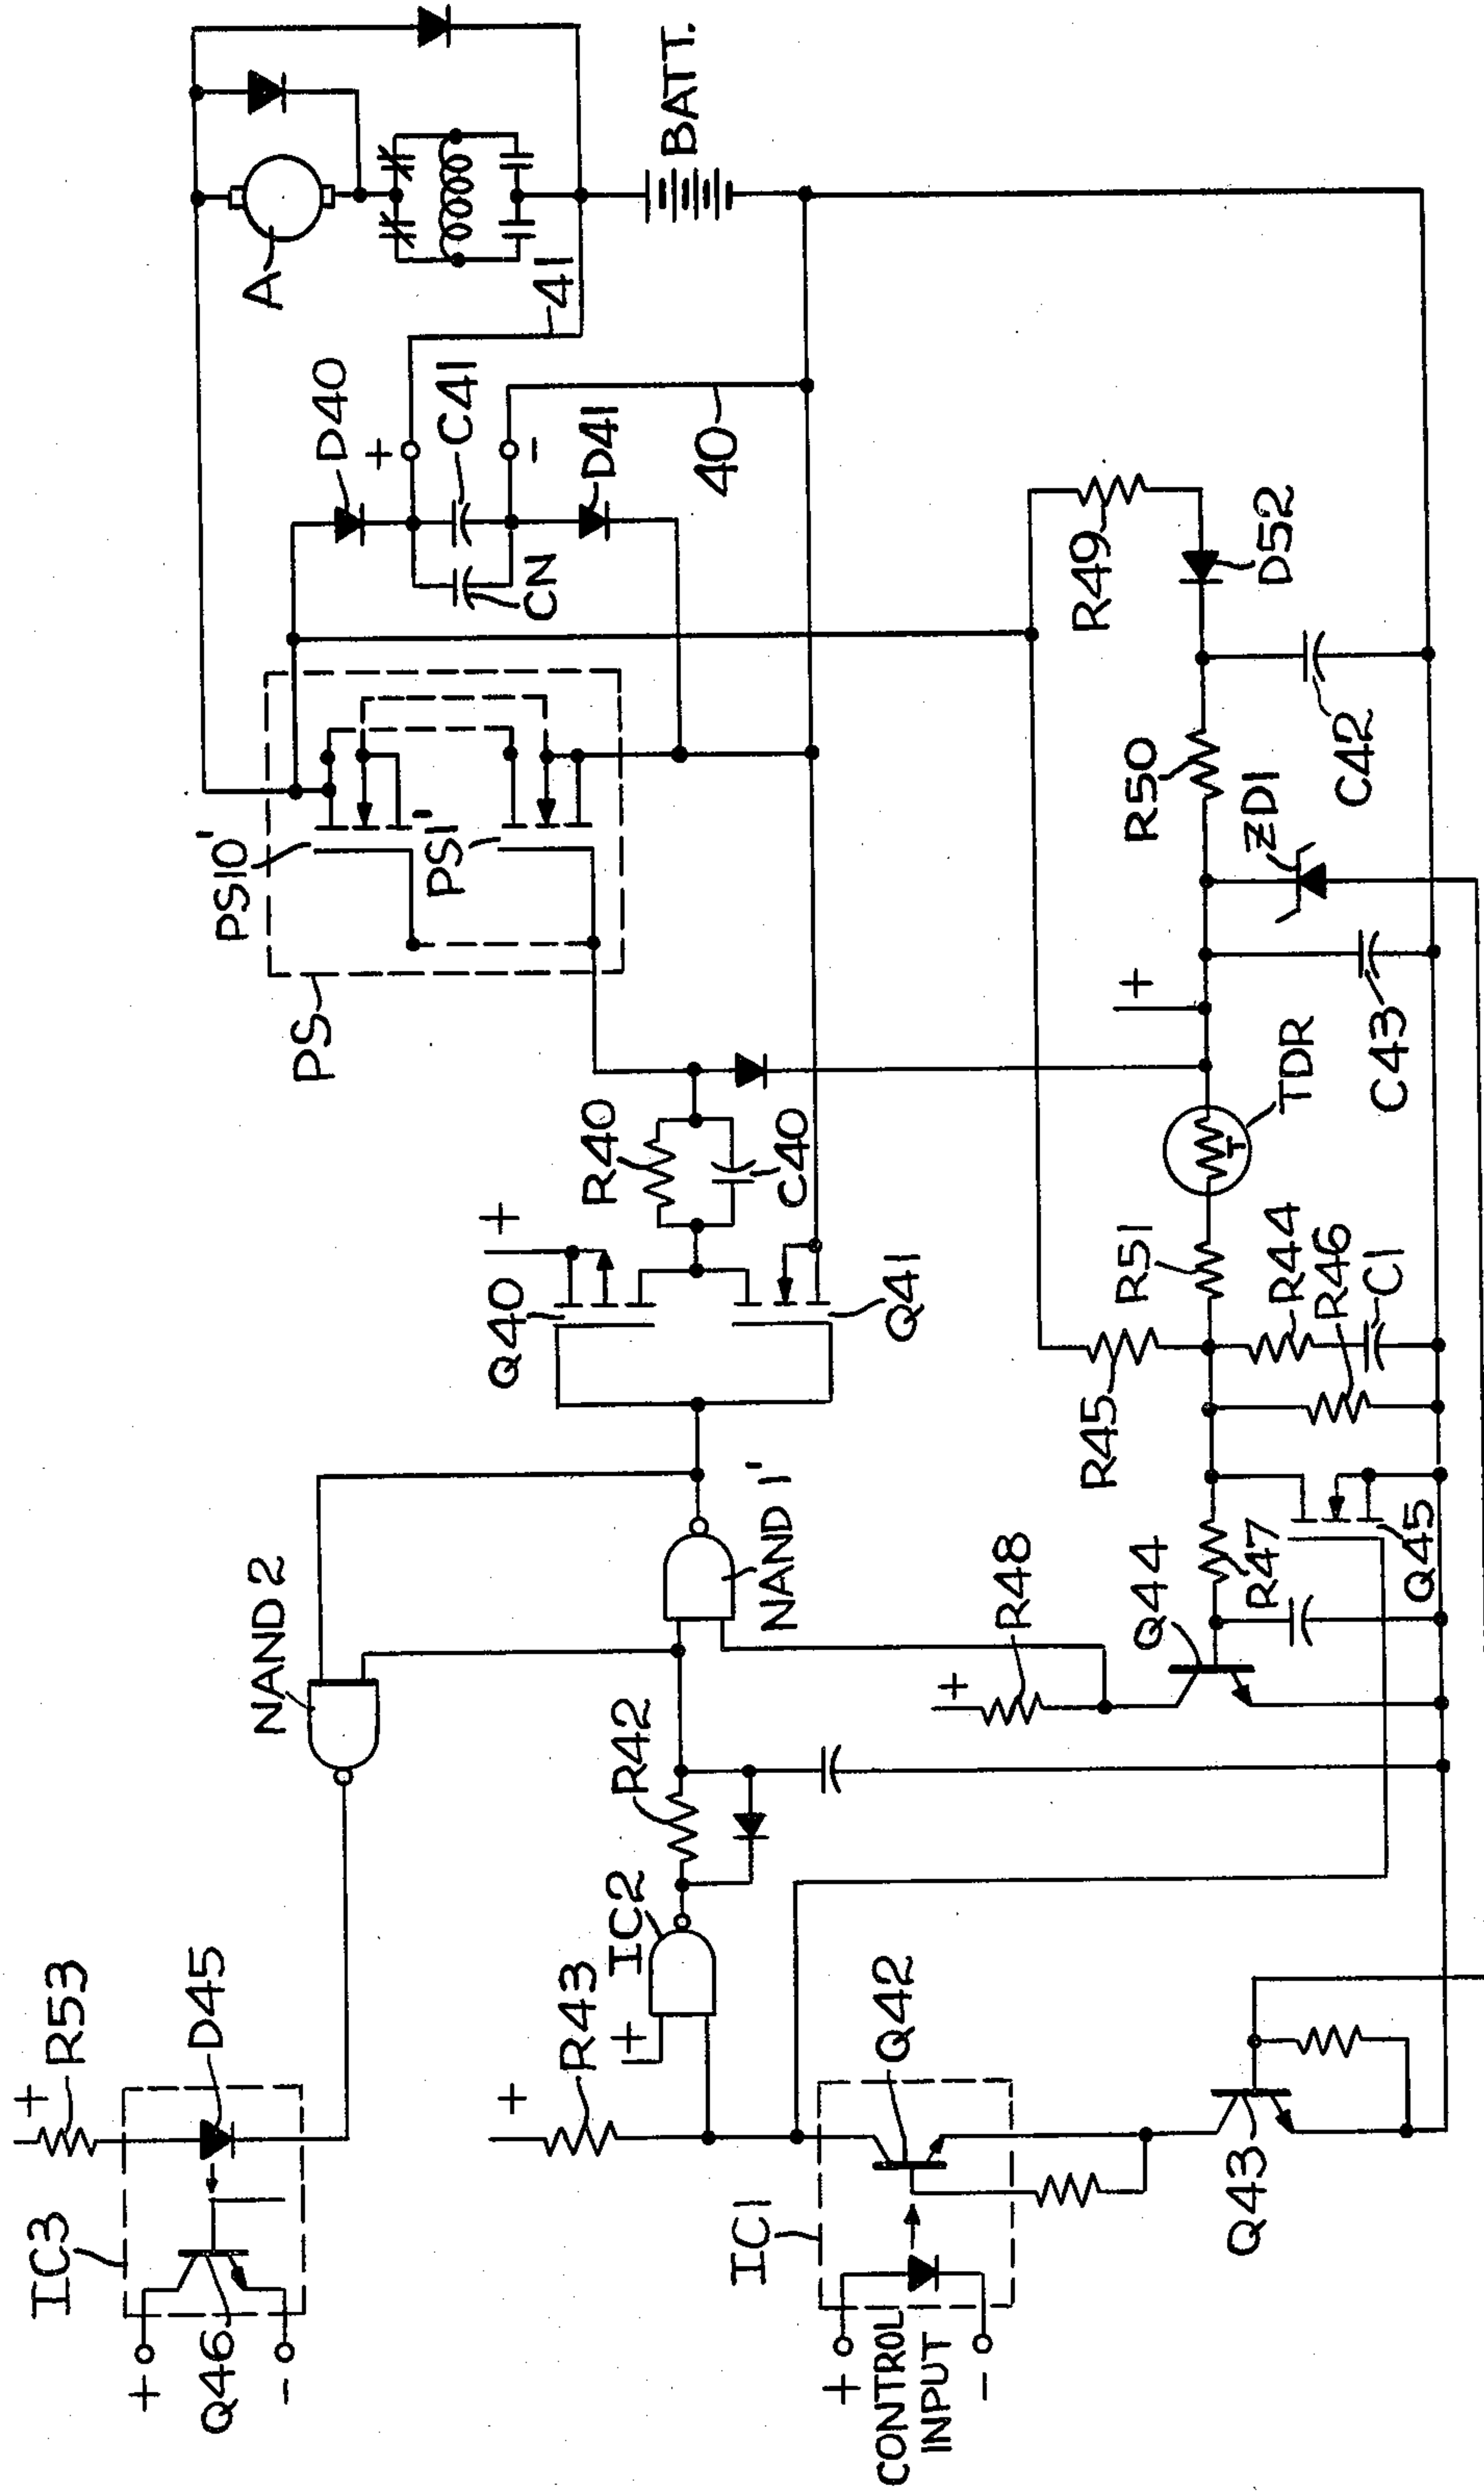 IC3
+
R53
D45
Q46
+
-
NAND 2
+
R43
IC2
+
R42
NAND 1'
IC1
Q42
+
CONTROL
INPUT
-
Q43
+
R48
Q44
R47
Q45
R45
R51
R44
R46
C1
TDR
T
+
C43
ZD1
R50
C42
D52
R49
Q40
+
R40
C40
Q41
PS
PS10'
PS1'
D40
+
C41
CN
-
D41
40
41
A
BATT.